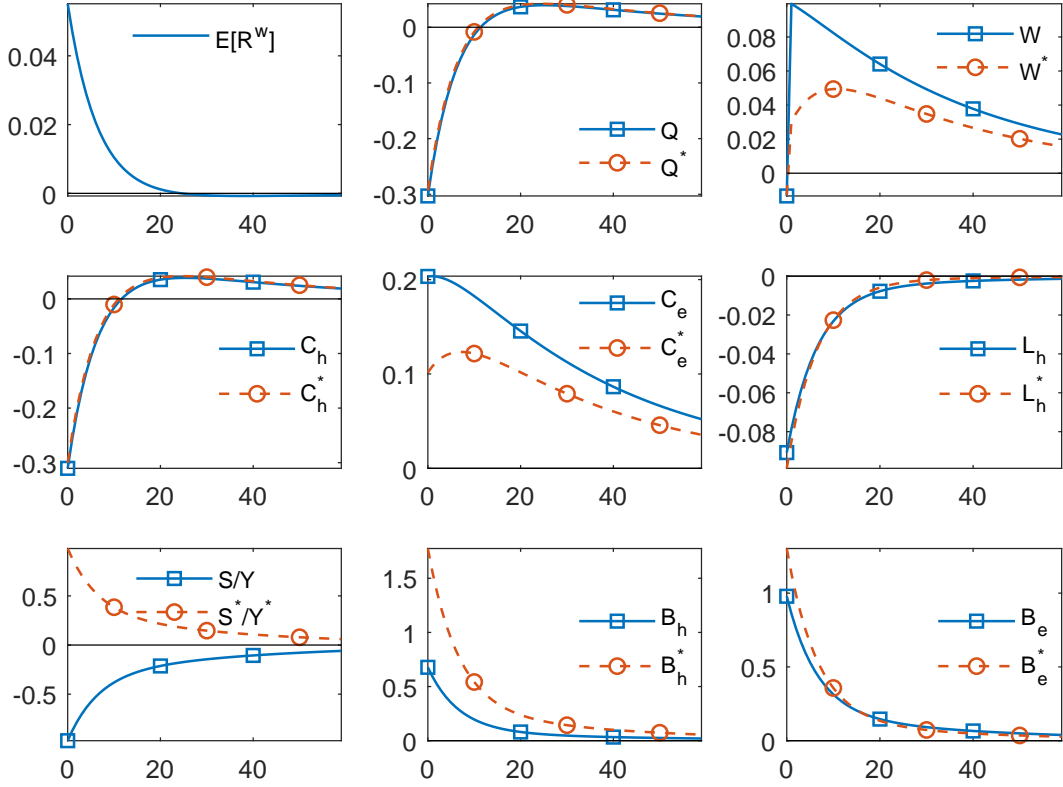 E[R^W]
0.04
0.02
0
0 20 40
Q
Q^*
0
-0.1
-0.2
-0.3
0 20 40
W
W^*
0.08
0.06
0.04
0.02
0
0 20 40
C_h
C_h^*
0
-0.1
-0.2
-0.3
0 20 40
C_e
C_e^*
0.2
0.1
0
0 20 40
L_h
L_h^*
0
-0.02
-0.04
-0.06
-0.08
0 20 40
S/Y
S^*/Y^*
0.5
0
-0.5
0 20 40
B_h
B_h^*
1.5
1
0.5
0
0 20 40
B_e
B_e^*
1
0.5
0
0 20 40